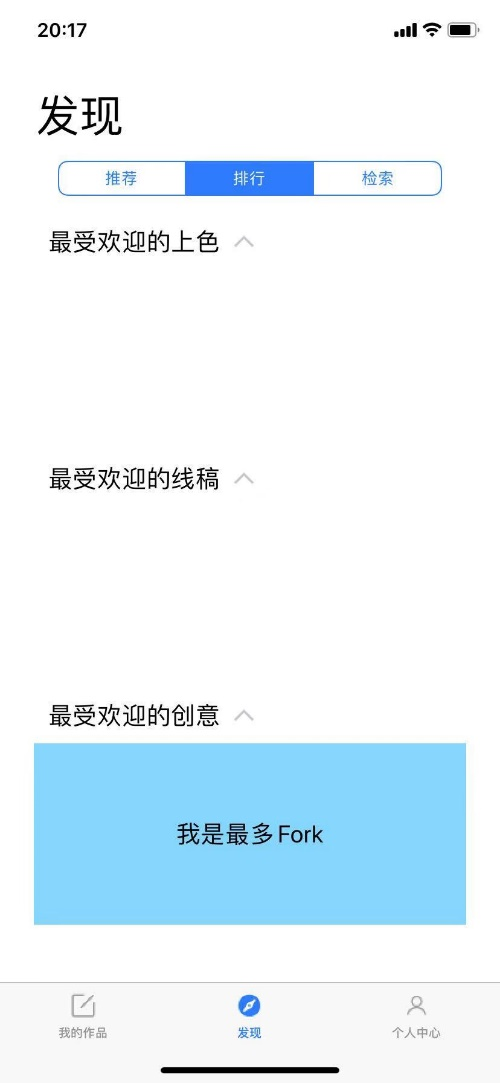 20:17
发现
推荐
排行
检索
最受欢迎的上色
最受欢迎的线稿
最受欢迎的创意
我是最多Fork
我的作品
发现
个人中心